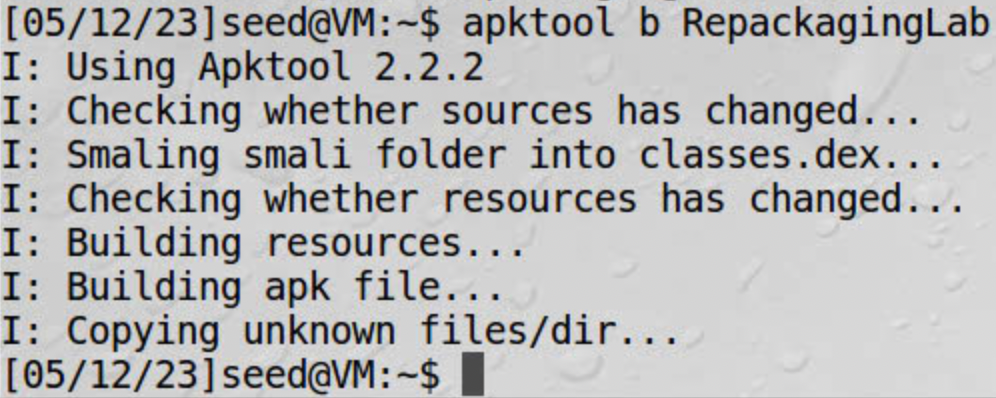 [05/12/23]seed@VM:~$ apktool b RepackagingLab
I: Using Apktool 2.2.2
I: Checking whether sources has changed...
I: Smaling smali folder into classes.dex...
I: Checking whether resources has changed...
I: Building resources...
I: Building apk file...
I: Copying unknown files/dir...
[05/12/23]seed@VM:~$